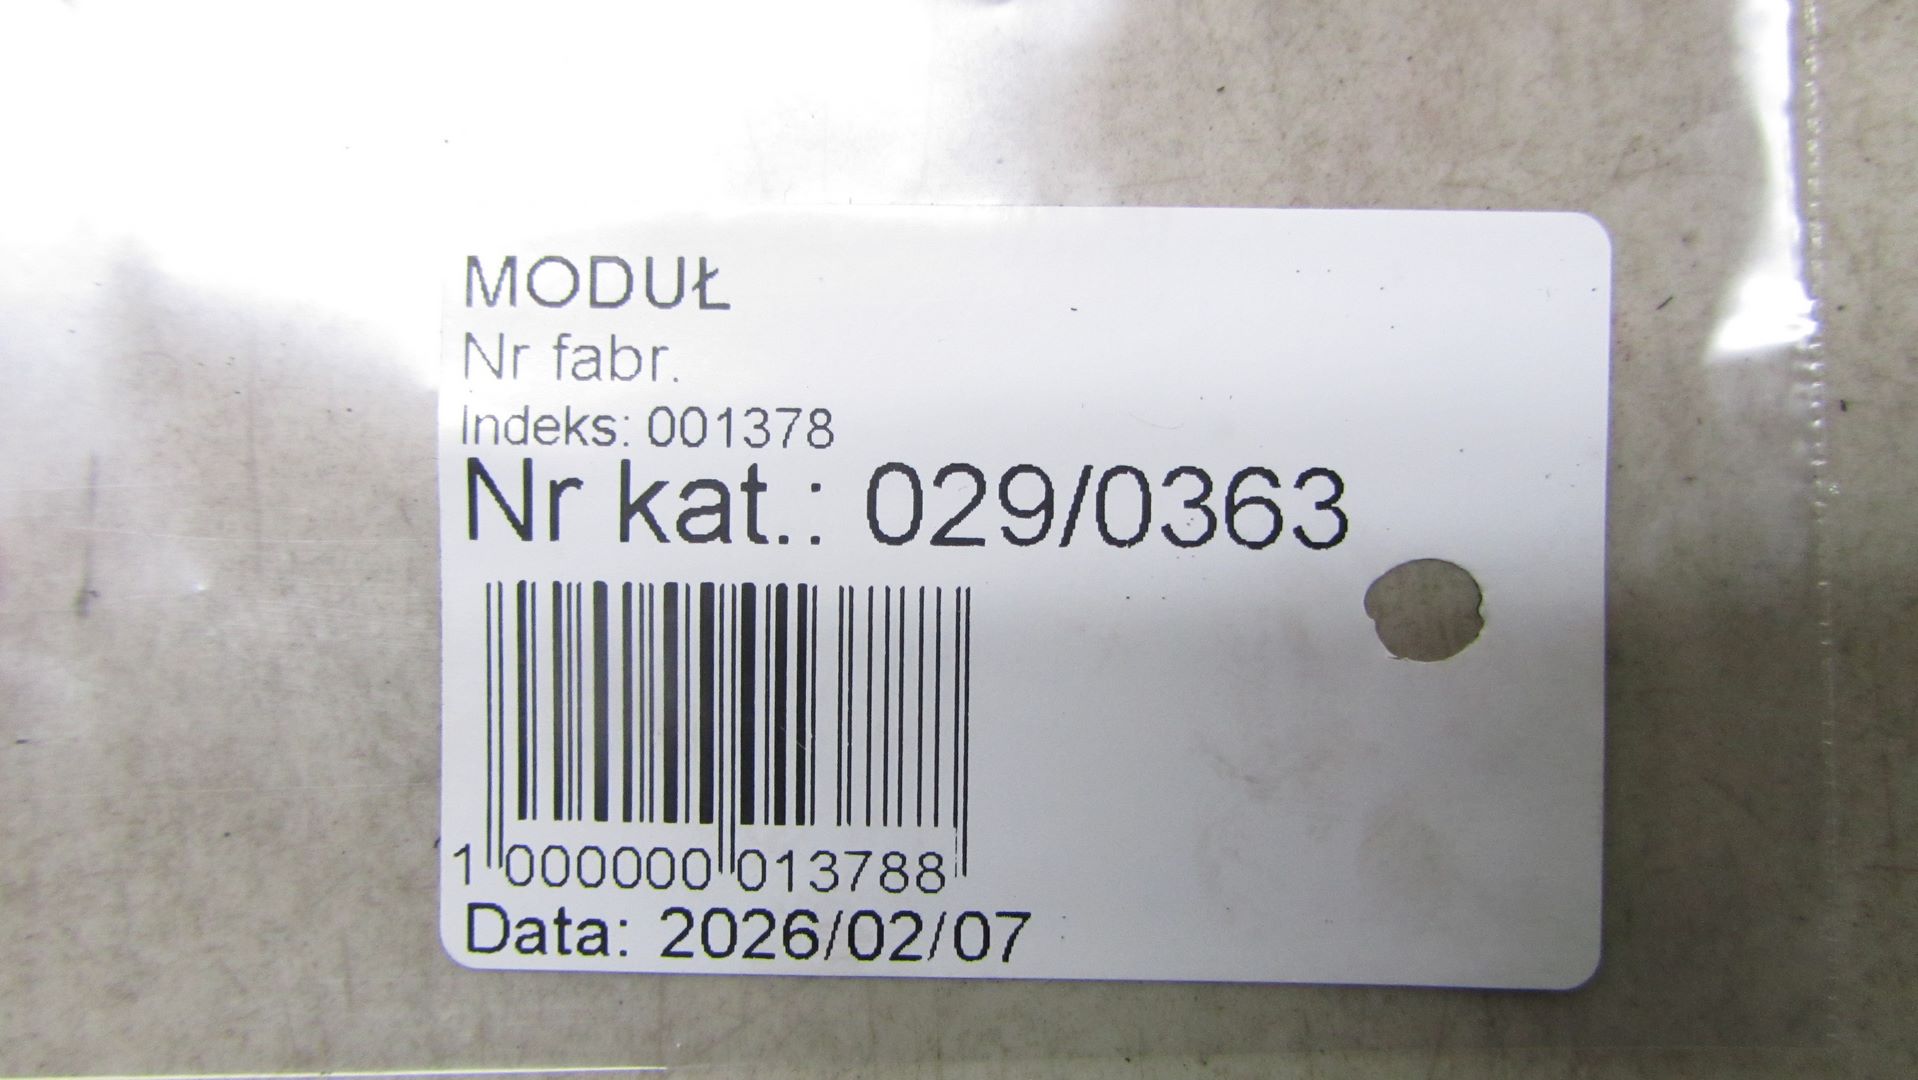 MODUŁ
Nr fabr.
Indeks: 001378
Nr kat.: 029/0363
1 000000 013788
Data: 2026/02/07